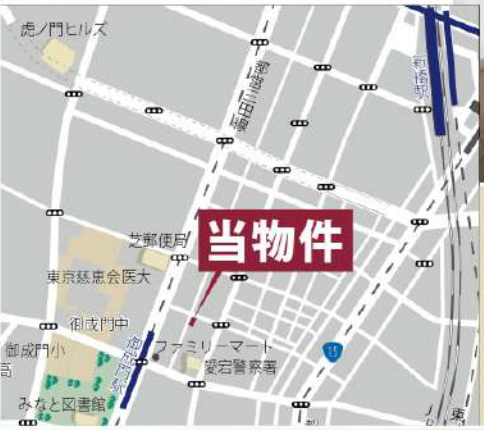 虎ノ門ヒルズ
都営三田線
新橋駅
芝郵便局
当物件
東京慈恵会医大
御成門中
御成門小
高
御成門駅
ファミリーマート
愛宕警察署
15
みなと図書館
東